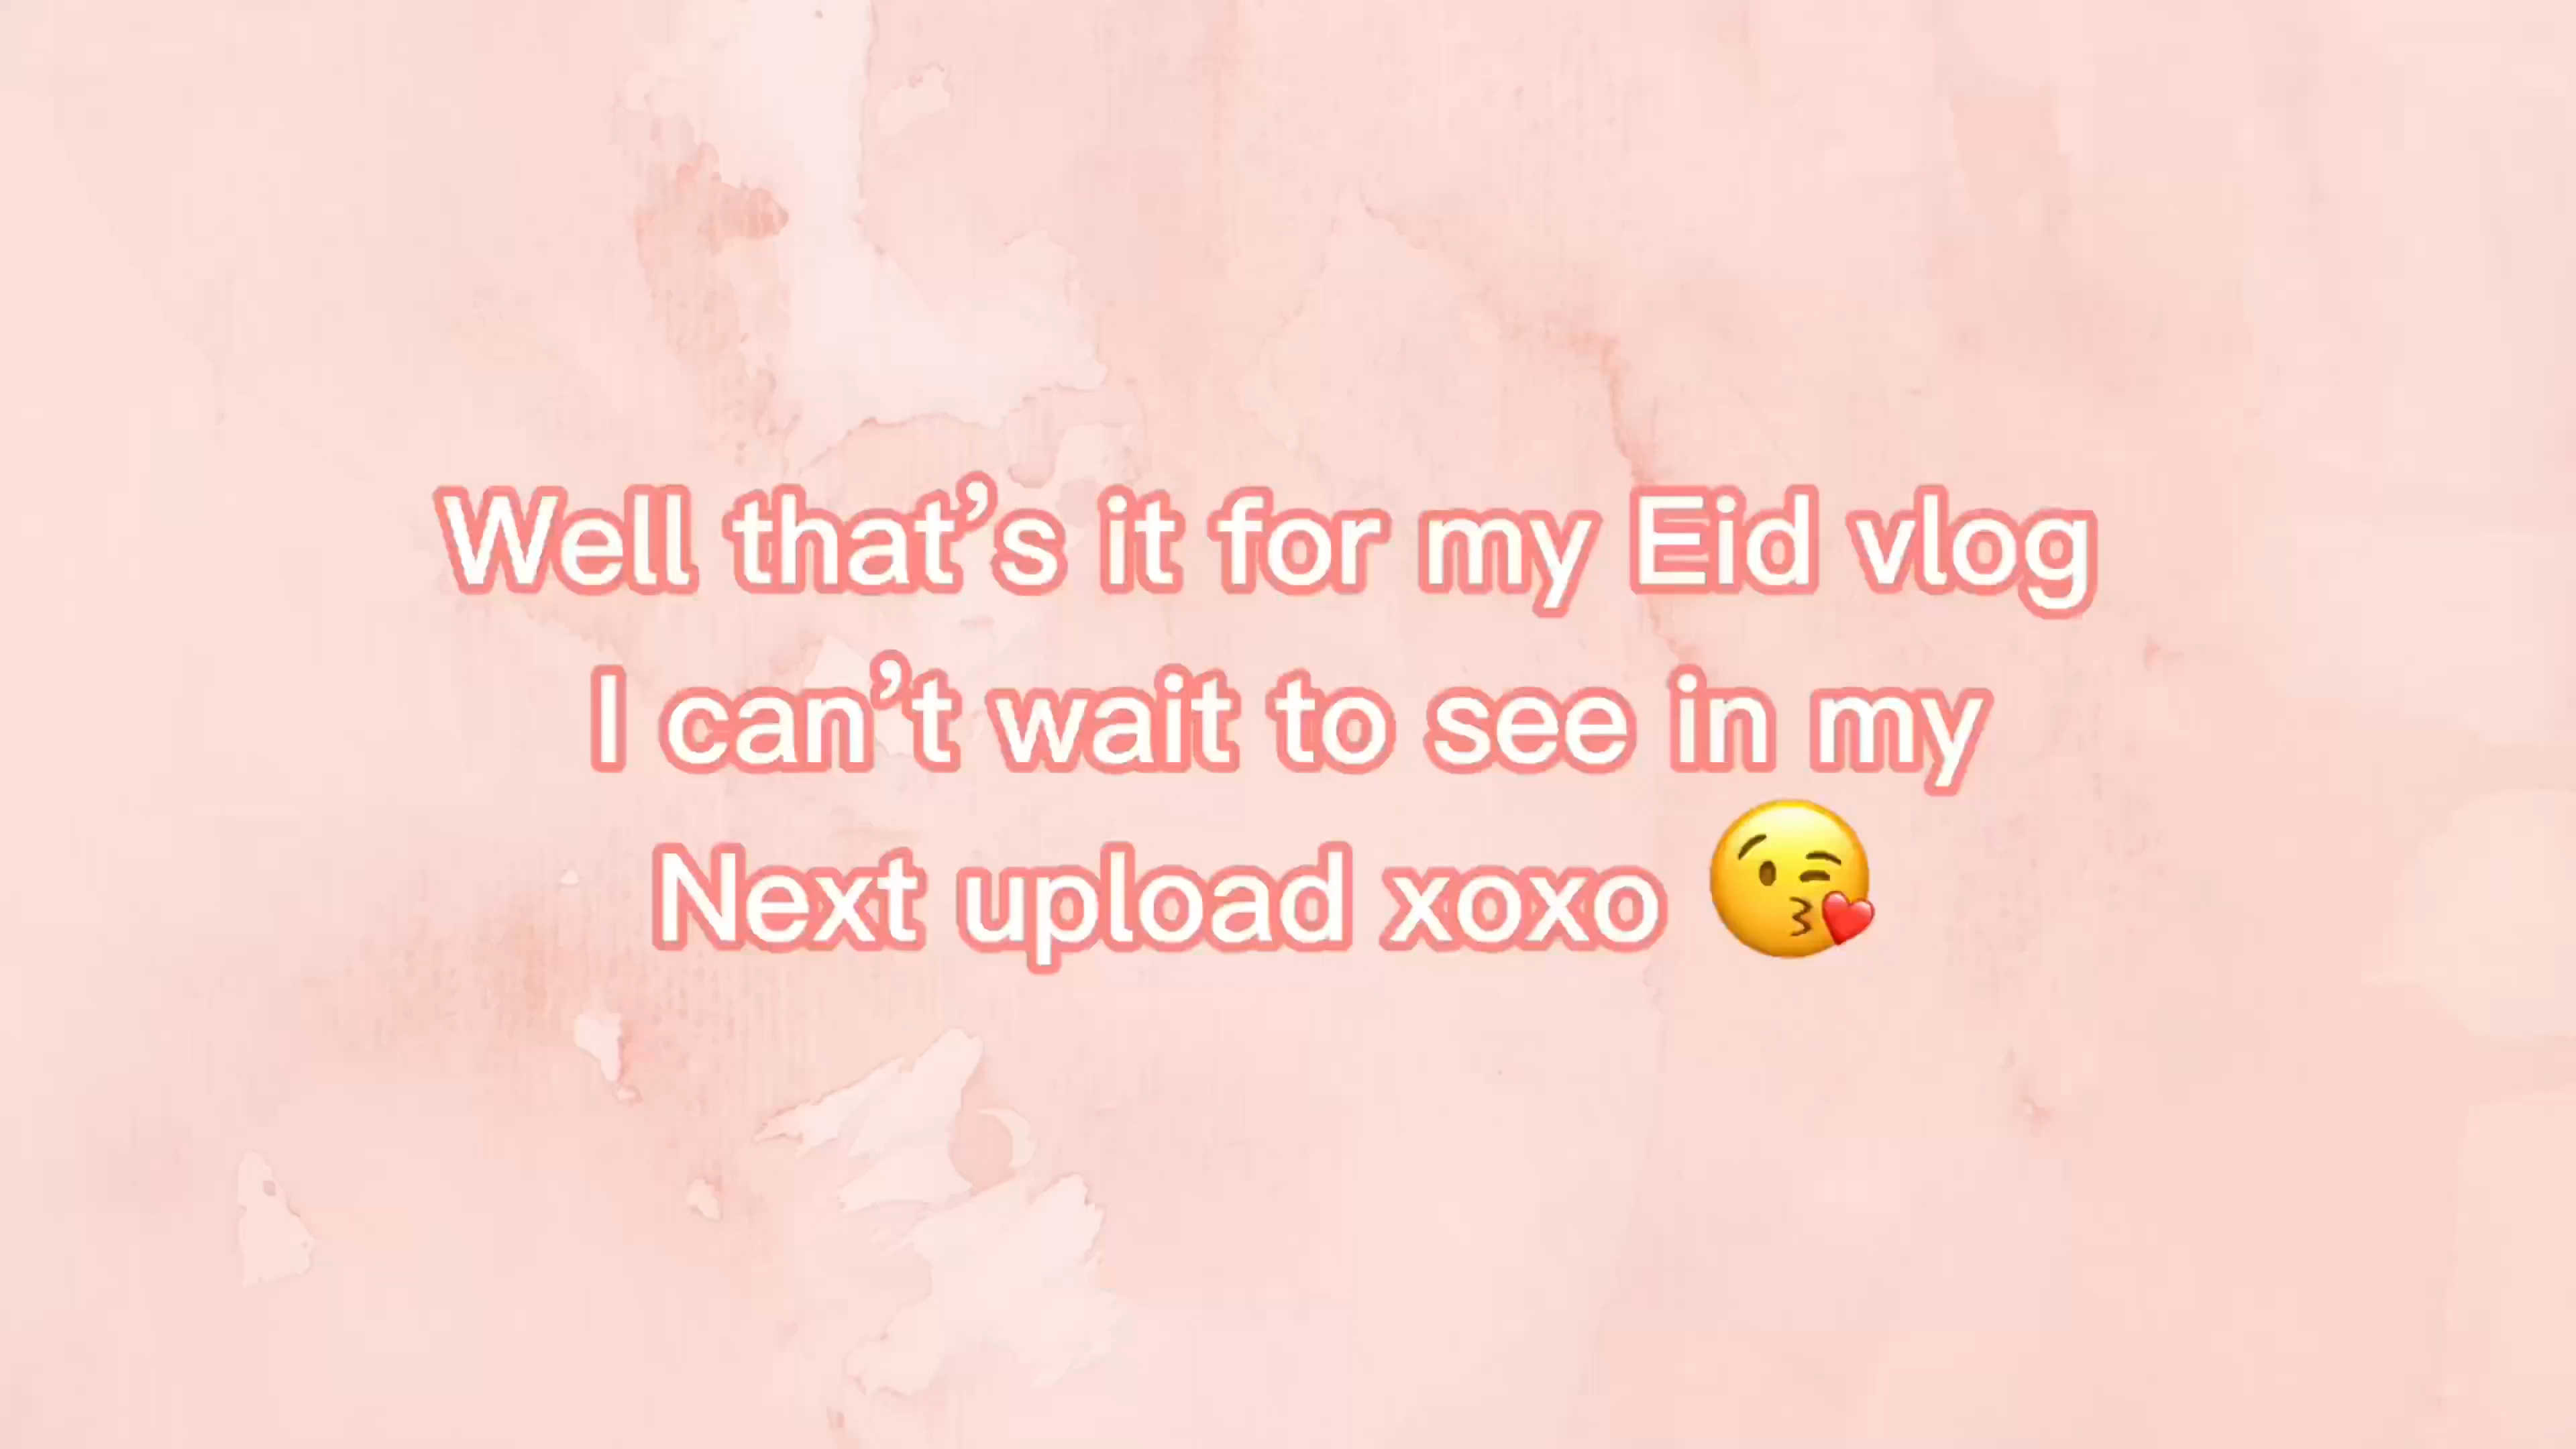 Well that’s it for my Eid vlog
I can’t wait to see in my
Next upload xoxo 😘